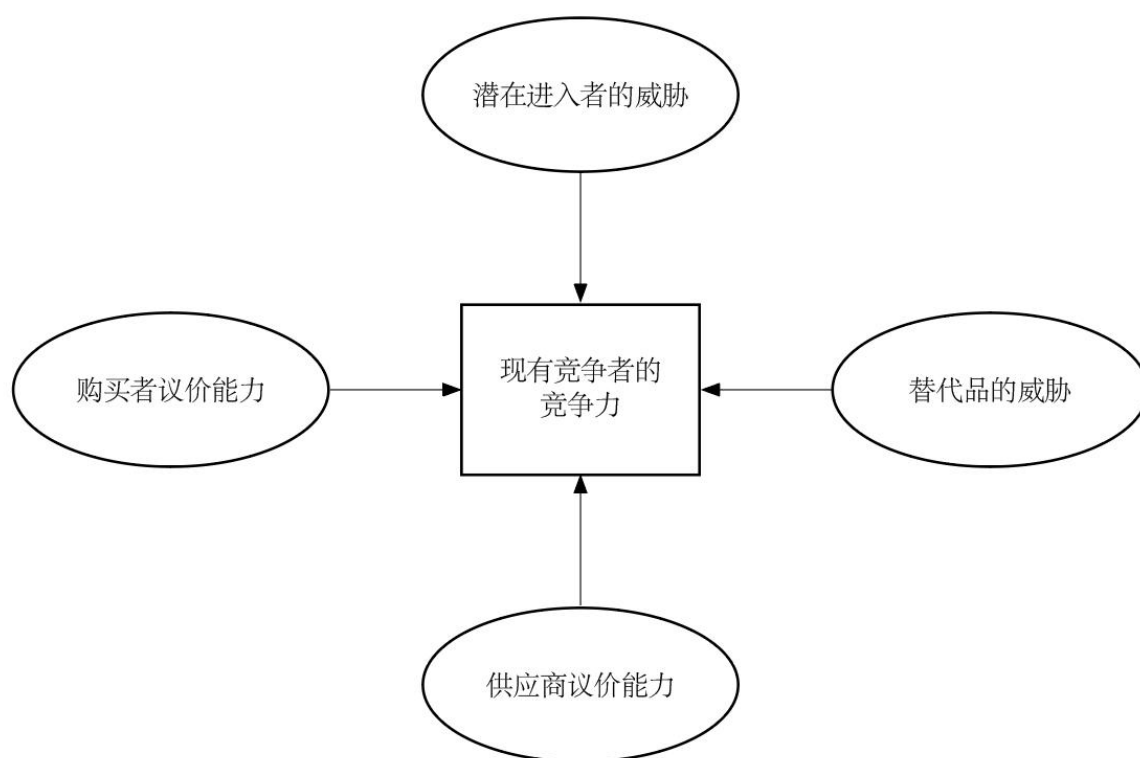 潜在进入者的威胁
购买者议价能力
现有竞争者的
竞争力
替代品的威胁
供应商议价能力